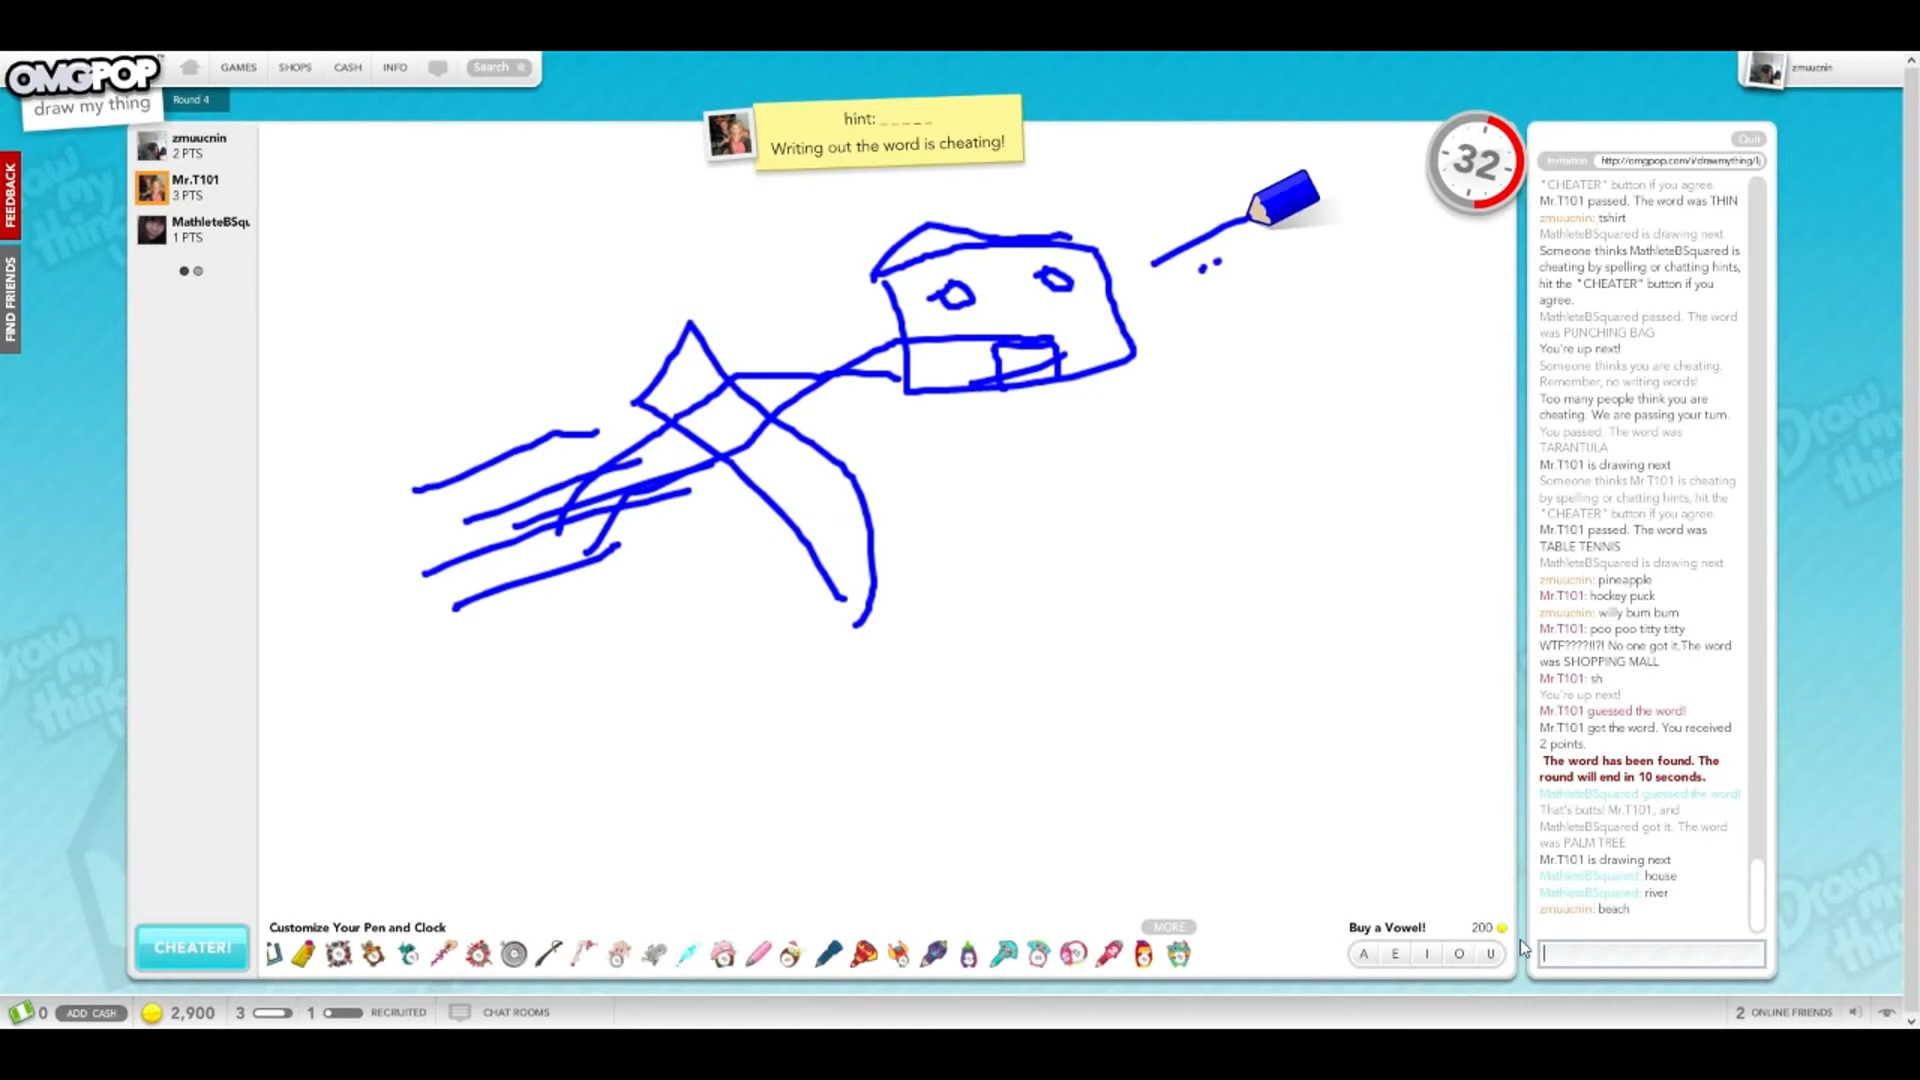 OMGPOP
draw my thing
GAMES
SHOPS
CASH
INFO
Search
Round 4
zmuucnin
FEEDBACK
FIND FRIENDS
zmuucnin
2 PTS
Mr.T101
3 PTS
MathleteBSqu
1 PTS
hint: _ _ _ _ _
Writing out the word is cheating!
32
Quit
Invitation http://omgpop.com/i/drawmything/
"CHEATER" button if you agree.
Mr.T101 passed. The word was THIN
zmuucnin: tshirt
MathleteBSquared is drawing next
Someone thinks MathleteBSquared is
cheating by spelling or chatting hints,
hit the "CHEATER" button if you
agree.
MathleteBSquared passed. The word
was PUNCHING BAG
You're up next!
Someone thinks you are cheating.
Remember, no writing words!
Too many people think you are
cheating. We are passing your turn.
You passed. The word was
TARANTULA
Mr.T101 is drawing next
Someone thinks Mr.T101 is cheating
by spelling or chatting hints, hit the
"CHEATER" button if you agree.
Mr.T101 passed. The word was
TABLE TENNIS
MathleteBSquared is drawing next
zmuucnin: pineapple
Mr.T101: hockey puck
zmuucnin: willy bum bum
Mr.T101: poo poo titty titty
WTF????!!?! No one got it.The word
was SHOPPING MALL
Mr.T101: sh
You're up next!
Mr.T101 guessed the word!
Mr.T101 got the word. You received
2 points.
The word has been found. The
round will end in 10 seconds.
MathleteBSquared guessed the word!
That's butts! Mr.T101, and
MathleteBSquared got it. The word
was PALM TREE
Mr.T101 is drawing next
MathleteBSquared: house
MathleteBSquared: river
zmuucnin: beach
CHEATER!
Customize Your Pen and Clock
MORE
Buy a Vowel!
200
A E I O U
0 ADD CASH 2,900 3 1 RECRUITED CHAT ROOMS
2 ONLINE FRIENDS